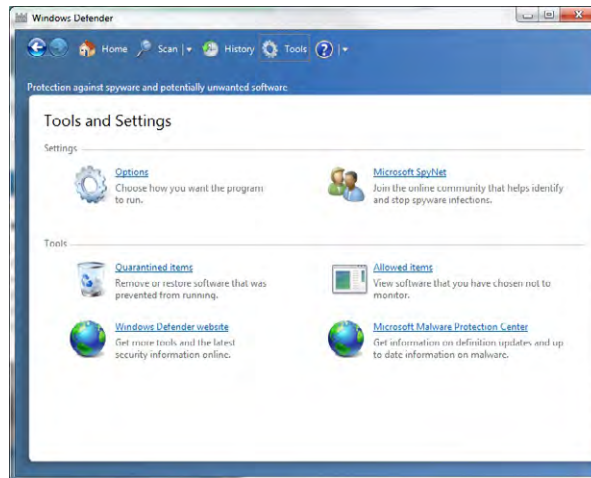 Windows Defender
Home Scan History Tools
Protection against spyware and potentially unwanted software
Tools and Settings
Settings
Options
Choose how you want the program
to run.
Microsoft SpyNet
Join the online community that helps identify
and stop spyware infections.
Tools
Quarantined items
Remove or restore software that was
prevented from running.
Allowed items
View software that you have chosen not to
monitor.
Windows Defender website
Get more tools and the latest
security information online.
Microsoft Malware Protection Center
Get information on definition updates and up
to date information on malware.